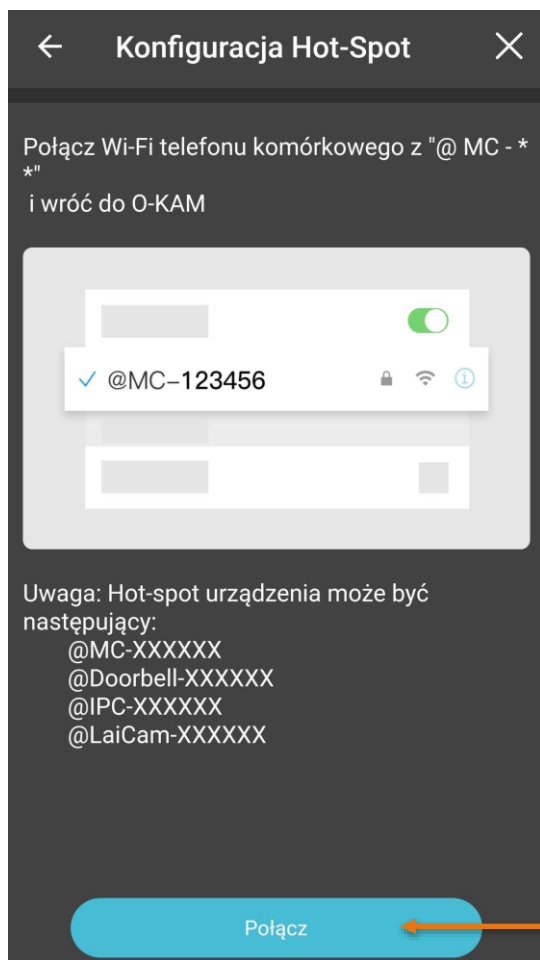 Konfiguracja Hot-Spot
Połącz Wi-Fi telefonu komórkowego z "@ MC - *
*"
i wróć do O-KAM
@MC–123456
Uwaga: Hot-spot urządzenia może być
następujący:
@MC-XXXXXX
@Doorbell-XXXXXX
@IPC-XXXXXX
@LaiCam-XXXXXX
Połącz